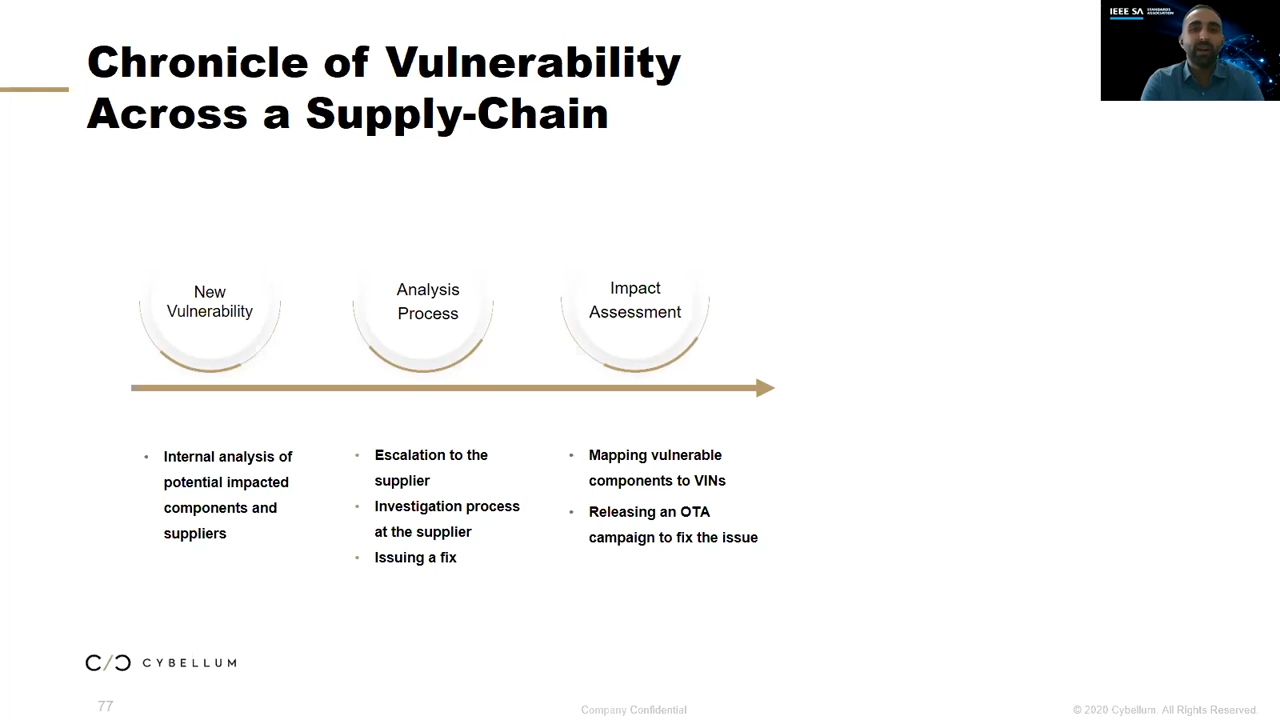 IEEE SA STANDARDS
ASSOCIATION
Chronicle of Vulnerability
Across a Supply-Chain
New
Vulnerability
Analysis
Process
Impact
Assessment
• Internal analysis of
potential impacted
components and
suppliers
• Escalation to the
supplier
• Investigation process
at the supplier
• Issuing a fix
• Mapping vulnerable
components to VINs
• Releasing an OTA
campaign to fix the issue
C/C CYBELLUM
77
Company Confidential
© 2020 Cybellum. All Rights Reserved.